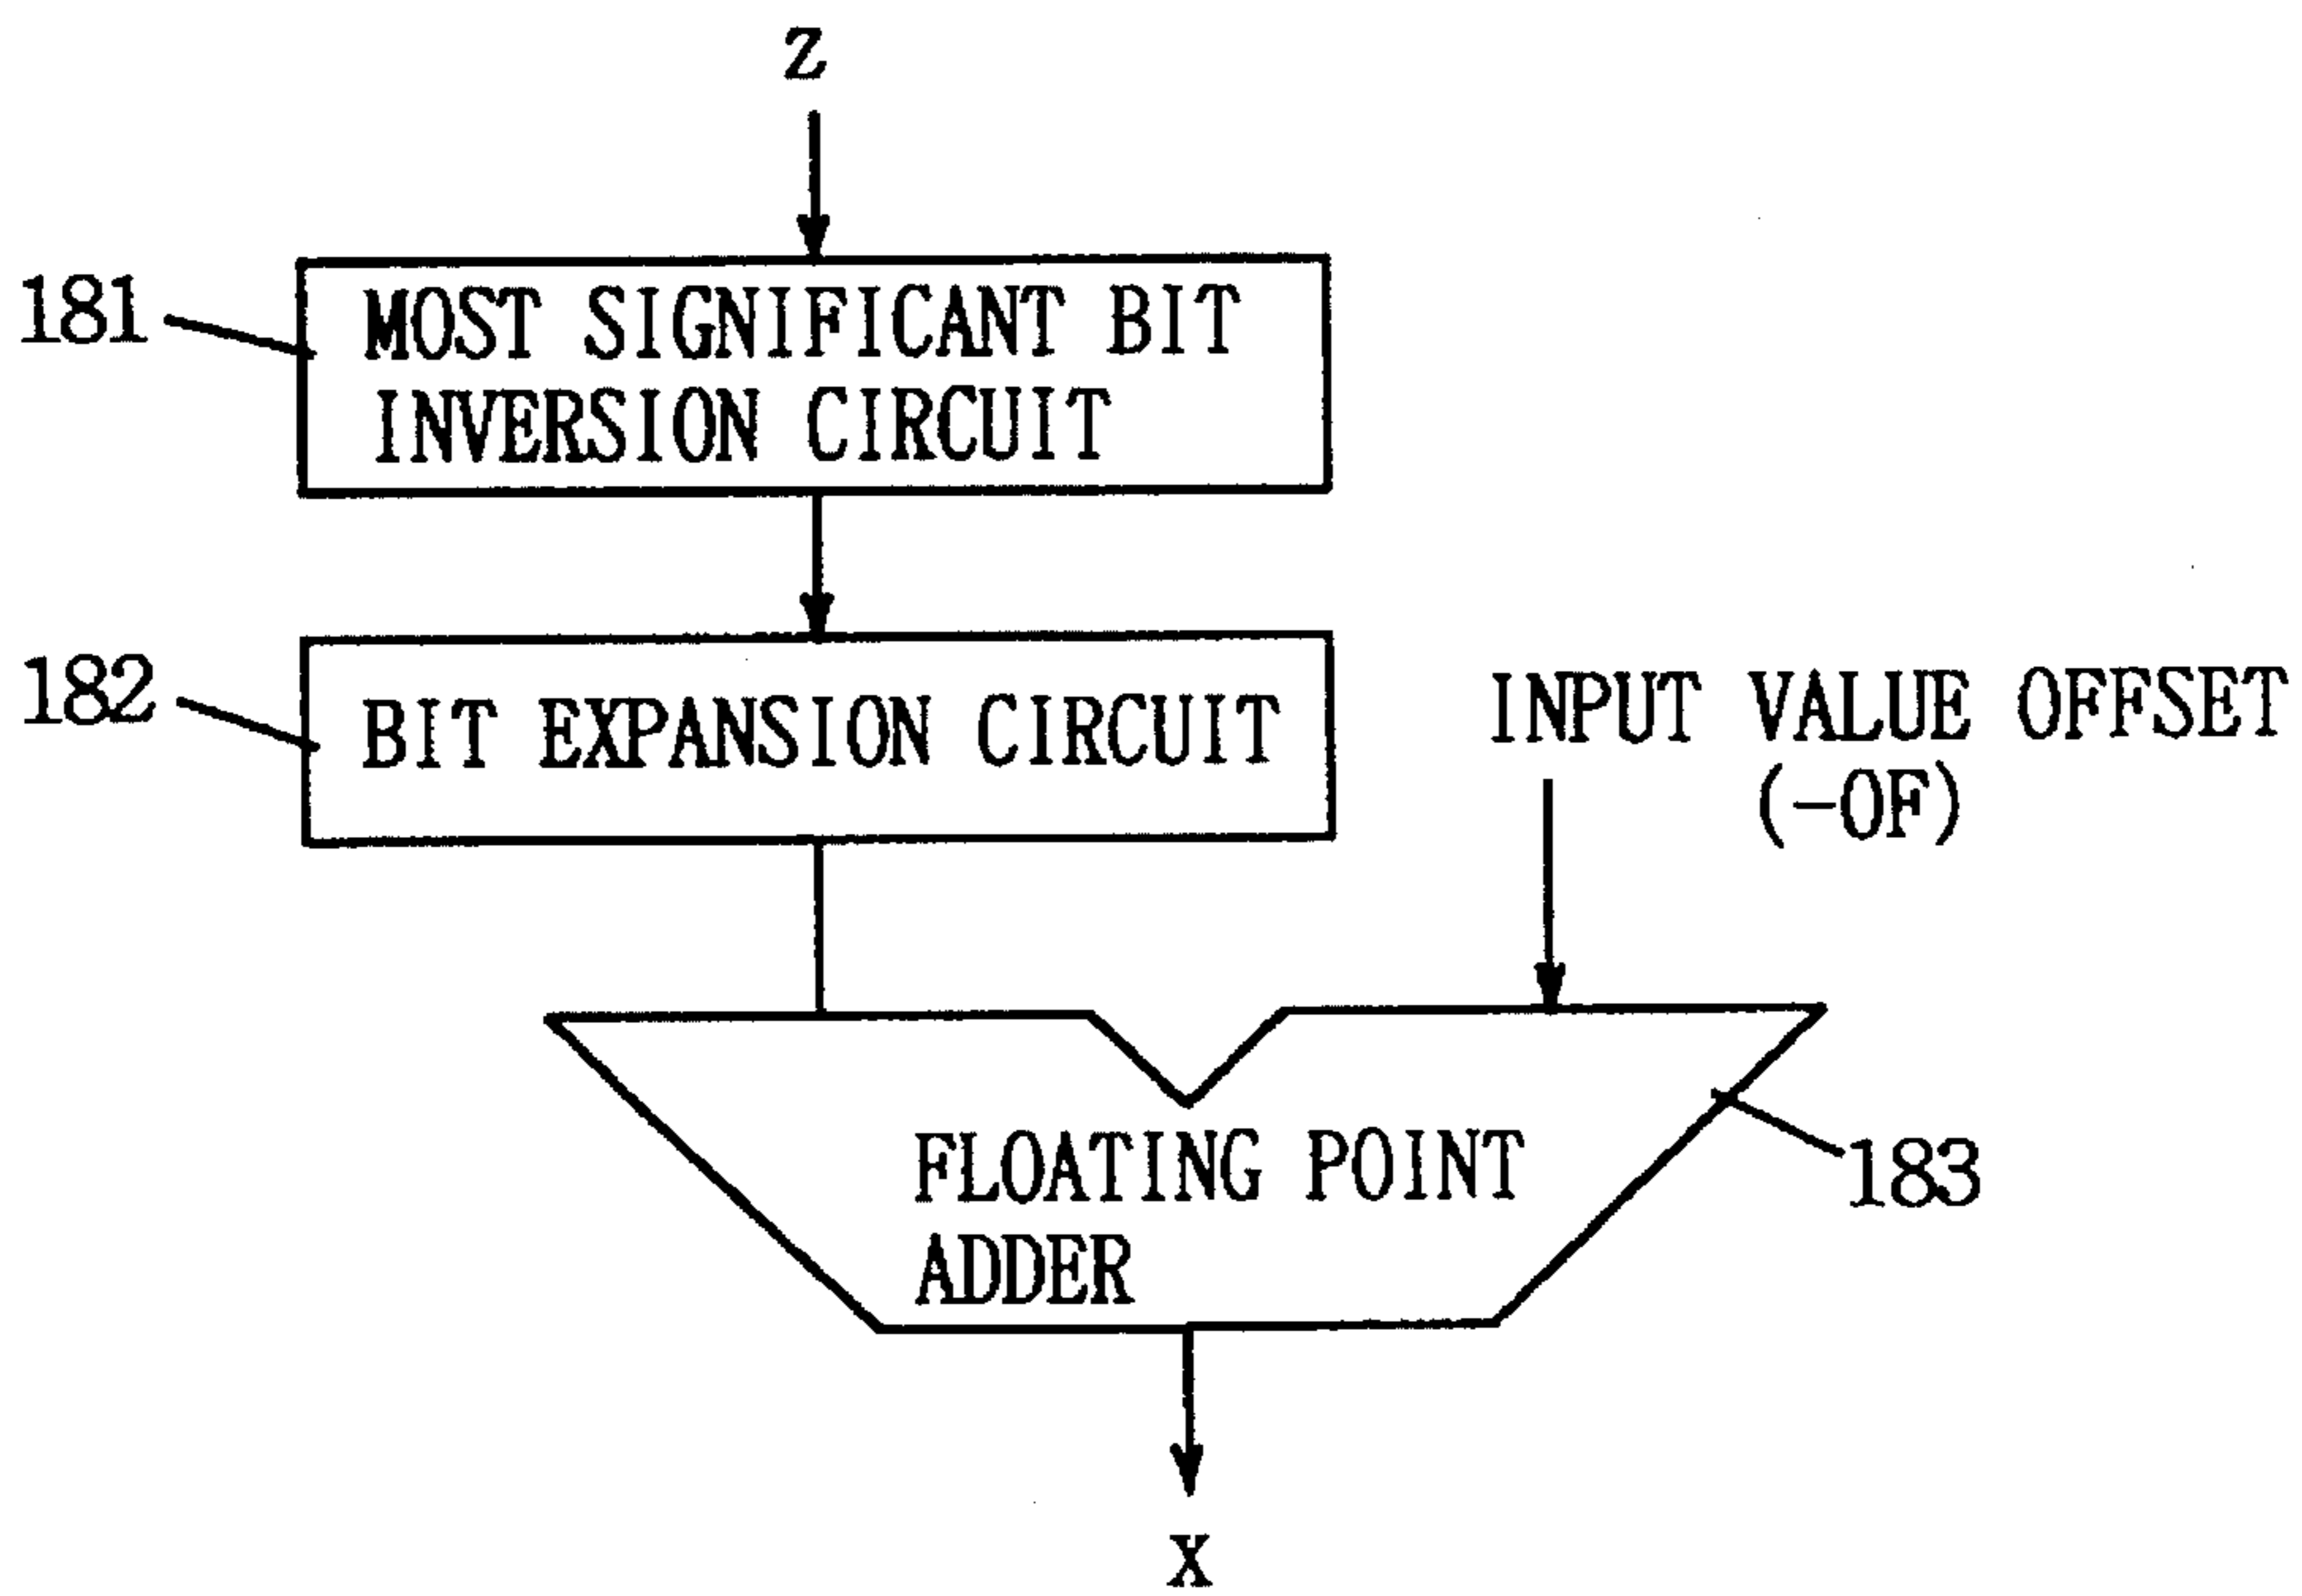 Z
181
MOST SIGNIFICANT BIT
INVERSION CIRCUIT
182
BIT EXPANSION CIRCUIT
INPUT VALUE OFFSET
(-OF)
FLOATING POINT
ADDER
183
X